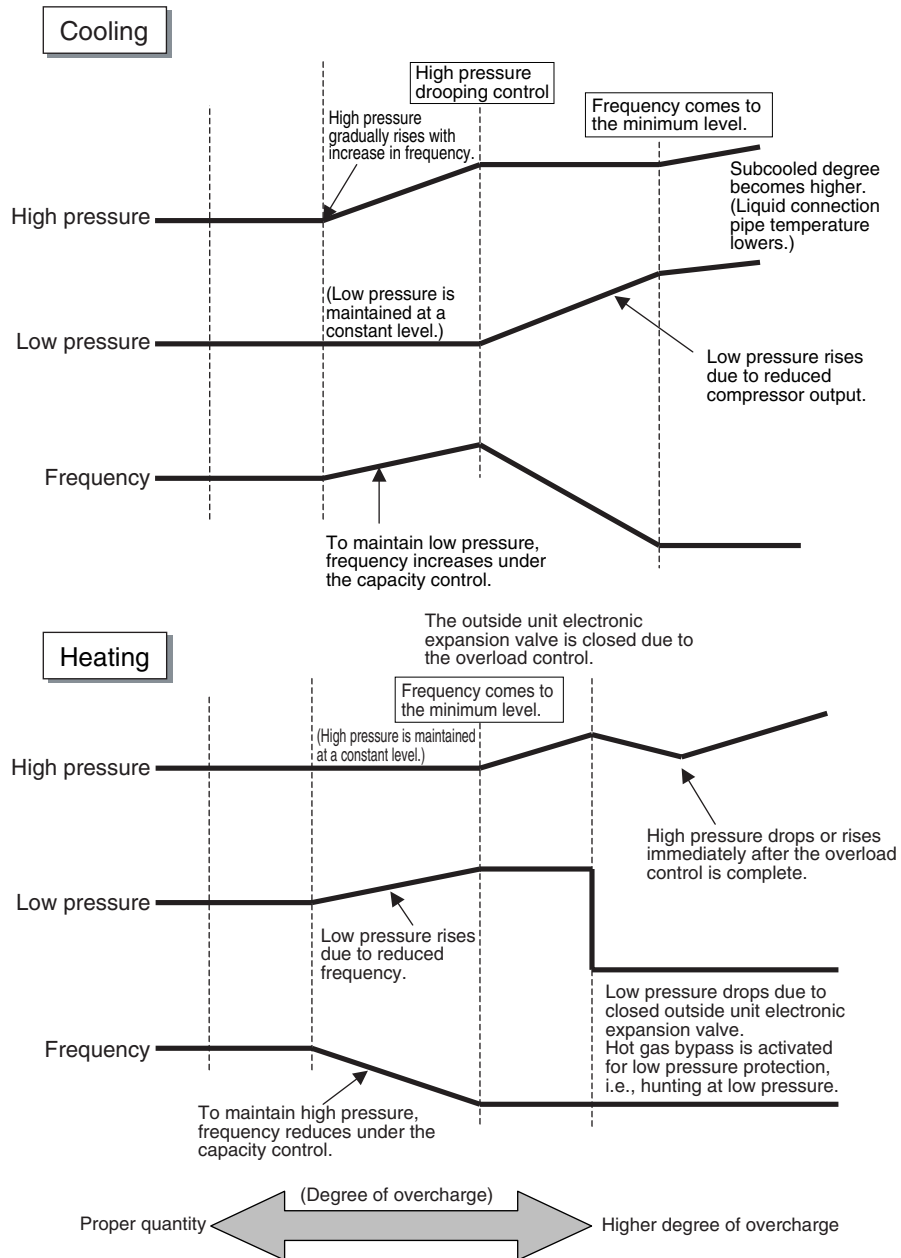 Cooling
High pressure
drooping control
Frequency comes to
the minimum level.
High pressure
gradually rises with
increase in frequency.
Subcooled degree
becomes higher.
(Liquid connection
pipe temperature
lowers.)
High pressure
(Low pressure is
maintained at a
constant level.)
Low pressure
Low pressure rises
due to reduced
compressor output.
Frequency
To maintain low pressure,
frequency increases under
the capacity control.
The outside unit electronic
expansion valve is closed due to
the overload control.
Heating
Frequency comes to
the minimum level.
(High pressure is maintained
at a constant level.)
High pressure
High pressure drops or rises
immediately after the overload
control is complete.
Low pressure
Low pressure rises
due to reduced
frequency.
Low pressure drops due to
closed outside unit electronic
expansion valve.
Hot gas bypass is activated
for low pressure protection,
i.e., hunting at low pressure.
Frequency
To maintain high pressure,
frequency reduces under the
capacity control.
(Degree of overcharge)
Proper quantity
Higher degree of overcharge